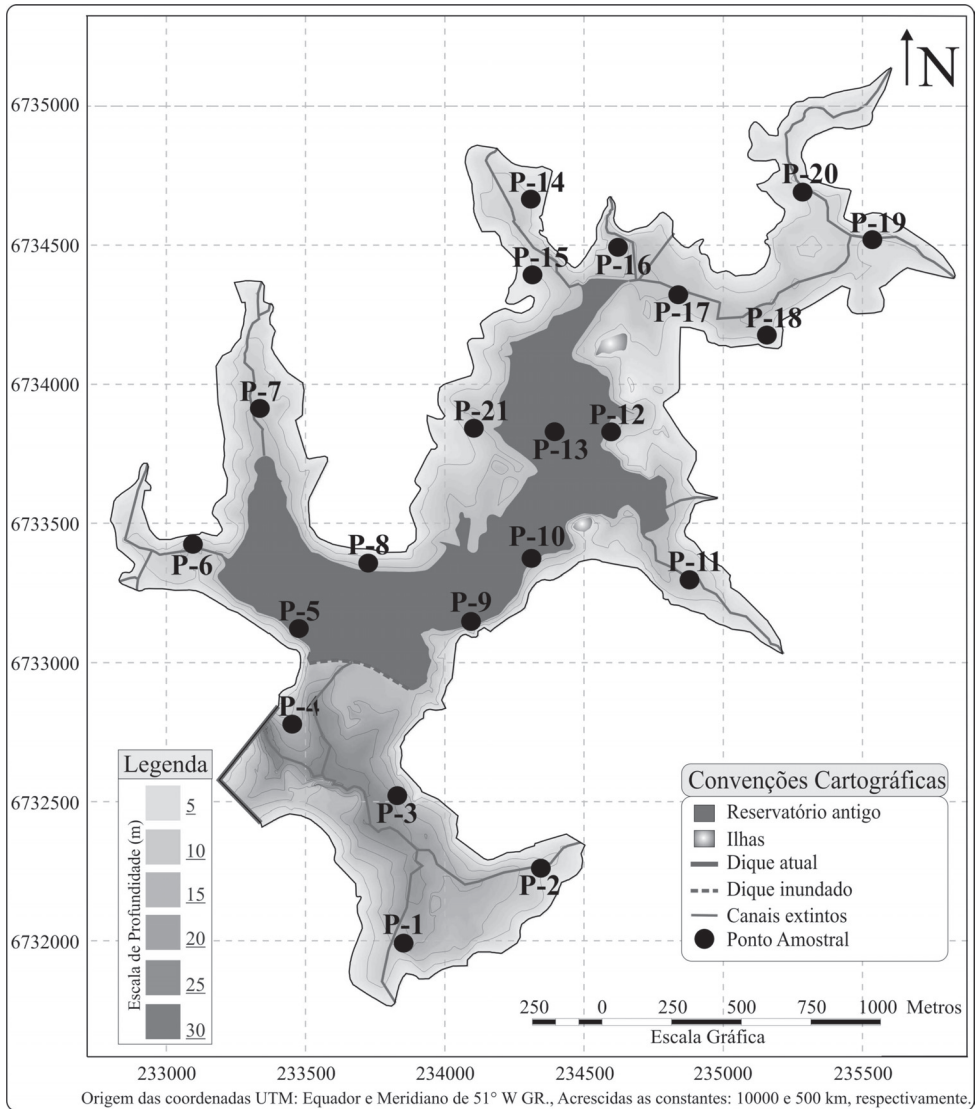 N
6735000
P-20
P-14
P-19
6734500
P-15
P-16
P-17
P-18
6734000
P-7
P-21
P-12
P-13
6733500
P-8
P-10
P-6
P-11
P-5
P-9
6733000
P-4
Legenda
Escala de Profundidade (m)
5
10
15
20
25
30
Convenções Cartográficas
Reservatório antigo
Ilhas
Dique atual
Dique inundado
Canais extintos
Ponto Amostral
6732500
P-3
P-2
6732000
P-1
250 0 250 500 750 1000 Metros
Escala Gráfica
233000 233500 234000 234500 235000 235500
Origem das coordenadas UTM: Equador e Meridiano de 51° W GR., Acrescidas as constantes: 10000 e 500 km, respectivamente.